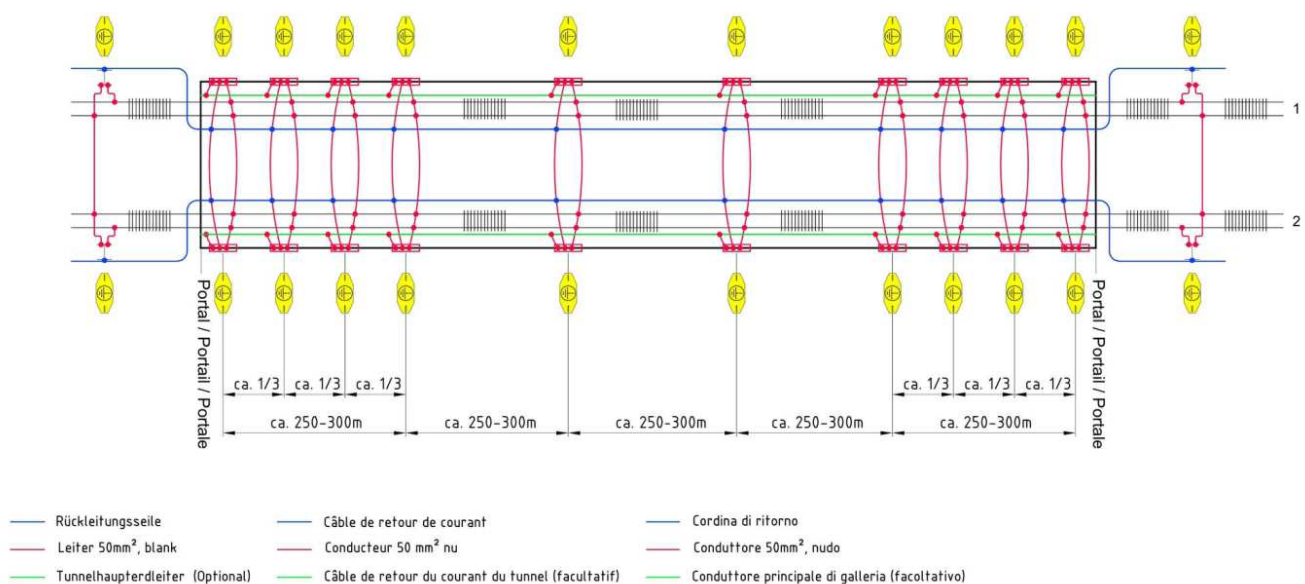 1
2
Portal / Portail / Portale
Portal / Portail / Portale
ca. 1/3 ca. 1/3 ca. 1/3 ca. 1/3 ca. 1/3 ca. 1/3
ca. 250-300m ca. 250-300m ca. 250-300m ca. 250-300m ca. 250-300m
Rückleitungsseile Câble de retour de courant Cordina di ritorno
Leiter 50mm², blank Conducteur 50 mm² nu Conduttore 50mm², nudo
Tunnelhaupterdleiter (Optional) Câble de retour du courant du tunnel (facultatif) Conduttore principale di galleria (facoltativo)